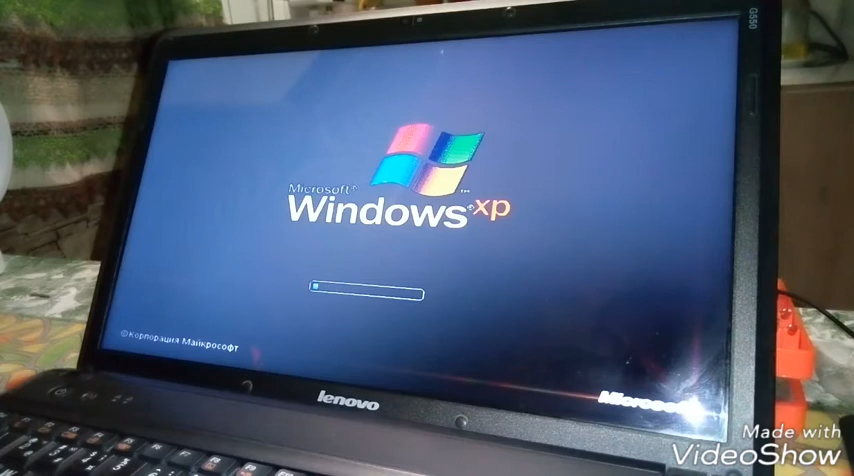 G550
Microsoft®
Windows xp
©Корпорация Майкрософт
Microsoft
lenovo
Made with
VideoShow